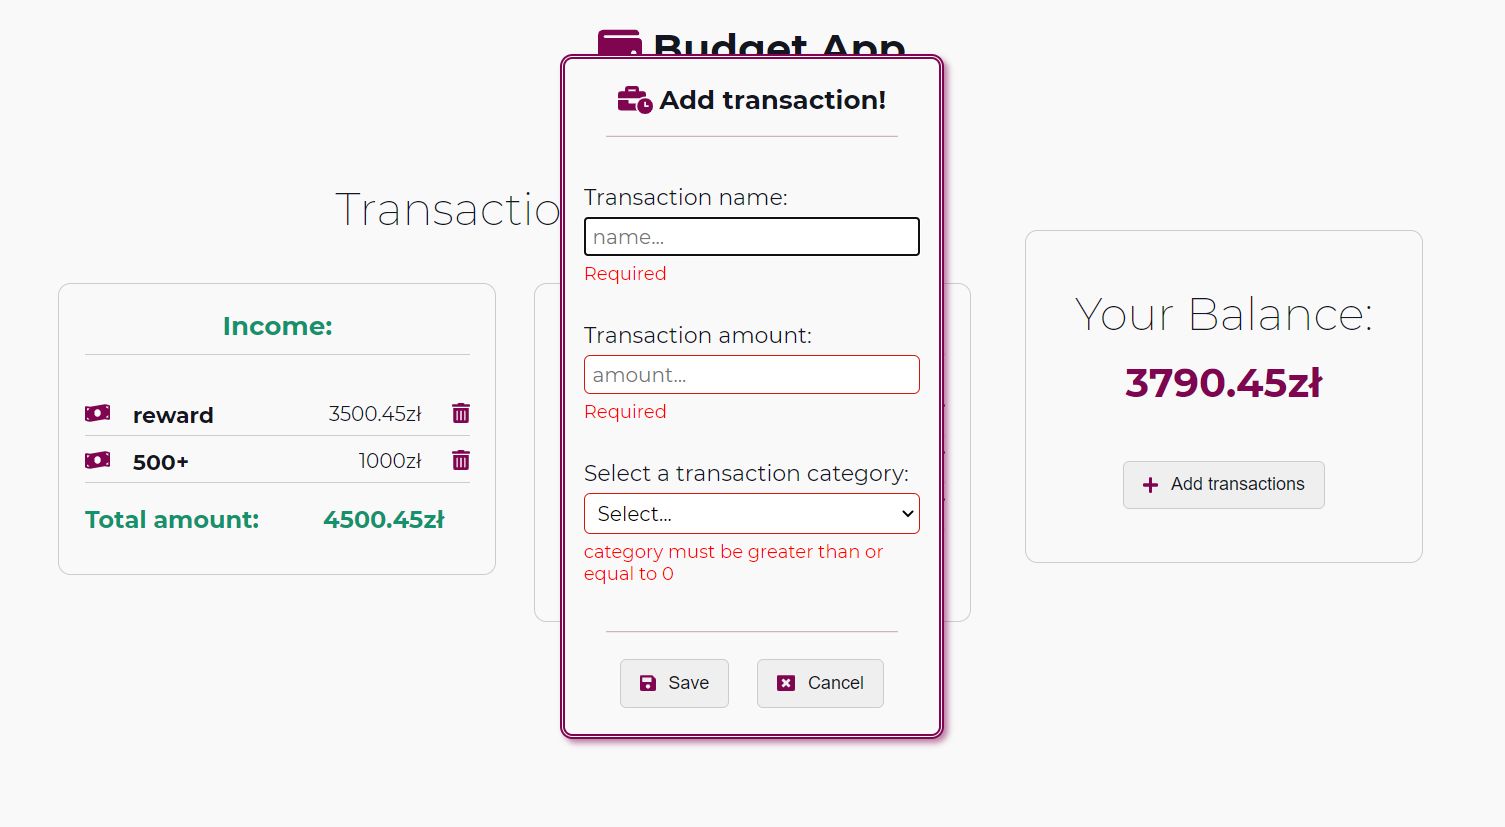 Budget App
Add transaction!
Transactio
Transaction name:
name...
Required
Transaction amount:
amount...
Required
Select a transaction category:
Select...
category must be greater than or
equal to 0
Save
Cancel
Income:
reward 3500.45zł
500+ 1000zł
Total amount: 4500.45zł
Your Balance:
3790.45zł
Add transactions